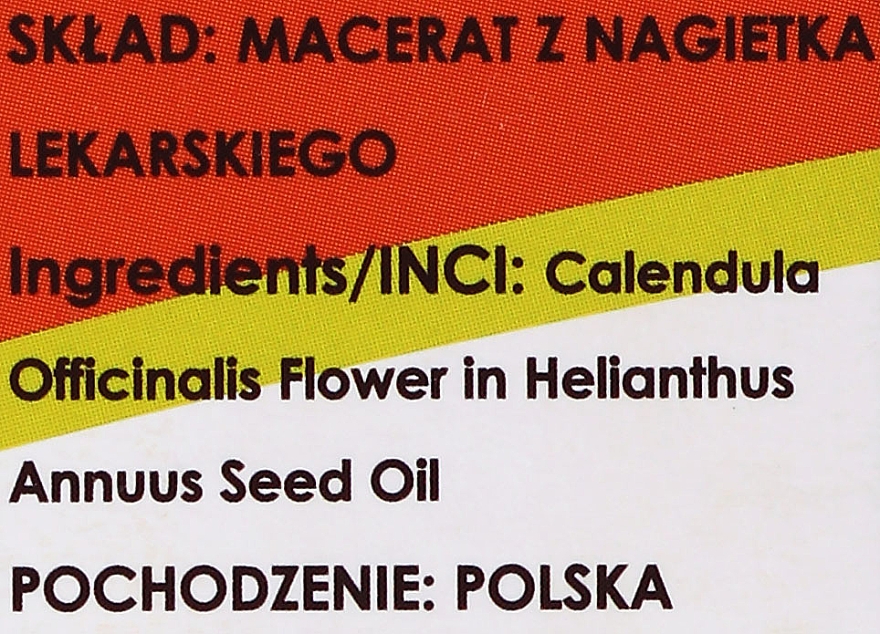 SKŁAD: MACERAT Z NAGIETKA
LEKARSKIEGO
Ingredients/INCI: Calendula
Officinalis Flower in Helianthus
Annuus Seed Oil
POCHODZENIE: POLSKA